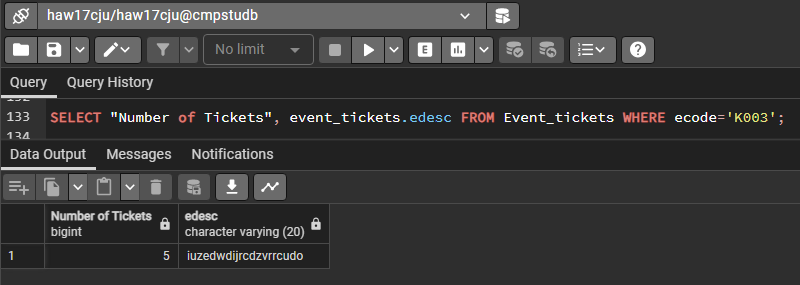 haw17cju/haw17cju@cmpstudb
No limit
E
Query Query History
133 SELECT "Number of Tickets", event_tickets.edesc FROM Event_tickets WHERE ecode='K003';
134
Data Output Messages Notifications
Number of Tickets edesc
bigint character varying (20)
1 5 iuzedwdijrcdzvrrcudo